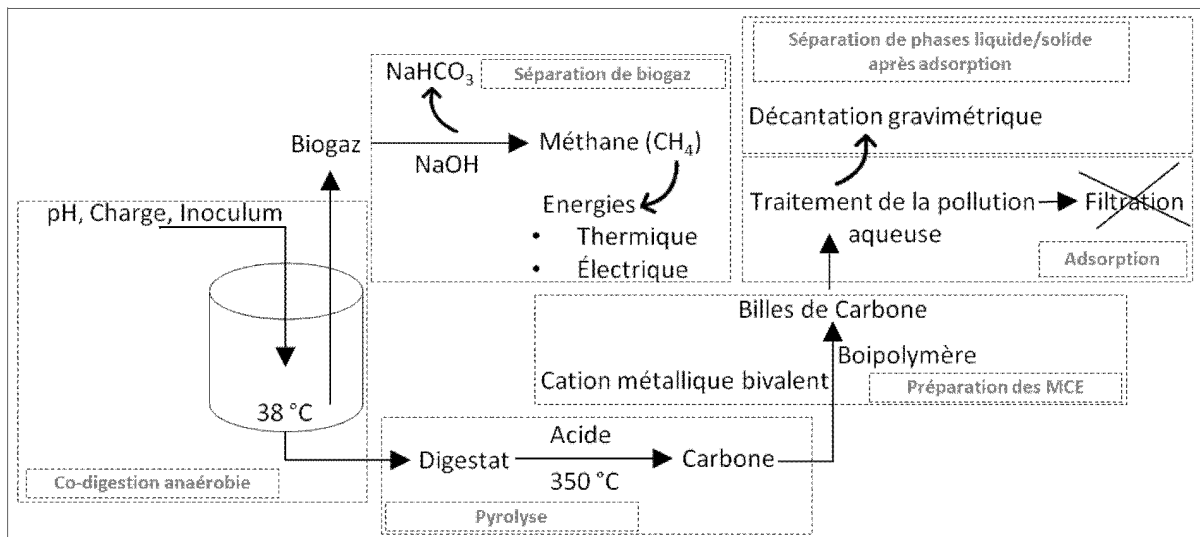 pH, Charge, Inoculum
38 °C
Co-digestion anaérobie
Biogaz
NaHCO3
Séparation de biogaz
NaOH
Méthane (CH4)
Energies
• Thermique
• Électrique
Digestat
Acide
350 °C
Carbone
Pyrolyse
Cation métallique bivalent
Boipolymère
Billes de Carbone
Préparation des MCE
Traitement de la pollution
aqueuse
Filtration
Adsorption
Décantation gravimétrique
Séparation de phases liquide/solide
après adsorption